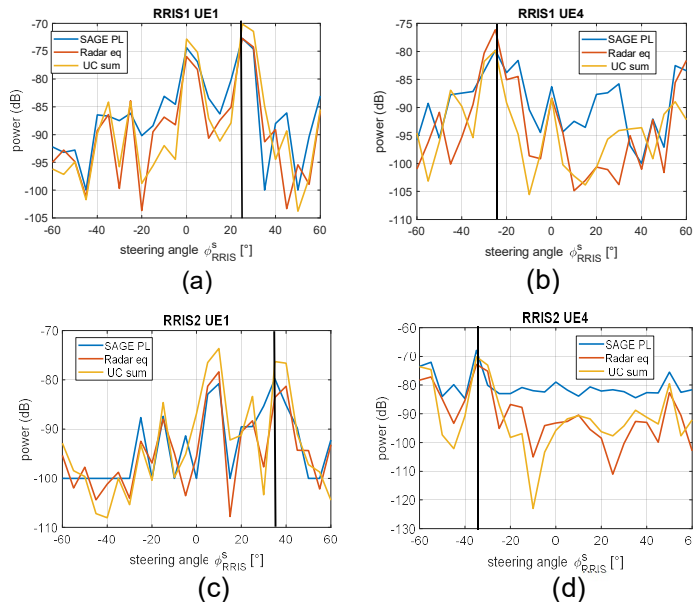 RRIS1 UE1
-70
-75
-80
-85
-90
-95
-100
-105
power (dB)
SAGE PL
Radar eq
UC sum
-60 -40 -20 0 20 40 60
steering angle ϕ^s_RRIS [°]
(a)
RRIS1 UE4
-75
-80
-85
-90
-95
-100
-105
-110
power (dB)
SAGE PL
Radar eq
UC sum
-60 -40 -20 0 20 40 60
steering angle ϕ^s_RRIS [°]
(b)
RRIS2 UE1
-70
-80
-90
-100
-110
power (dB)
SAGE PL
Radar eq
UC sum
-60 -40 -20 0 20 40 60
steering angle ϕ^s_RRIS [°]
(c)
RRIS2 UE4
-60
-70
-80
-90
-100
-110
-120
-130
power (dB)
SAGE PL
Radar eq
UC sum
-60 -40 -20 0 20 40 60
steering angle ϕ^s_RRIS [°]
(d)